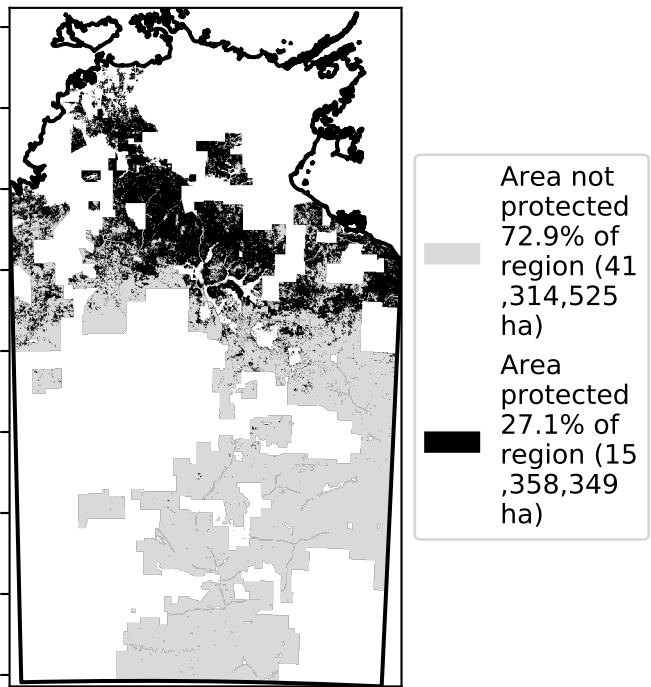 Area not
protected
72.9% of
region (41
,314,525
ha)
Area
protected
27.1% of
region (15
,358,349
ha)